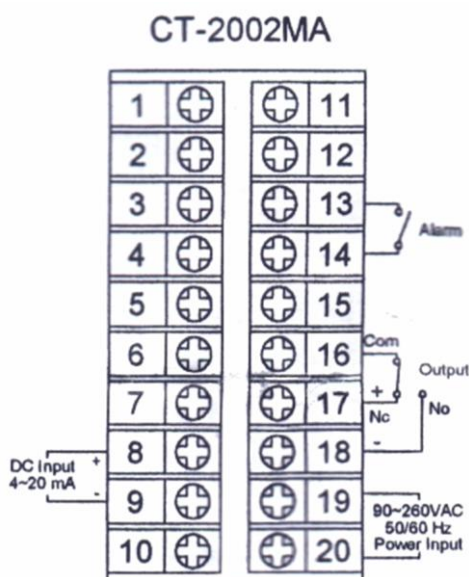 CT-2002MA
1 11
2 12
3 13
4 14
Alarm
5 15
6 16
Com
7 17
+
Nc
Output
No
8 18
-
DC Input
4~20 mA
+
-
9 19
10 20
90~260VAC
50/60 Hz
Power Input